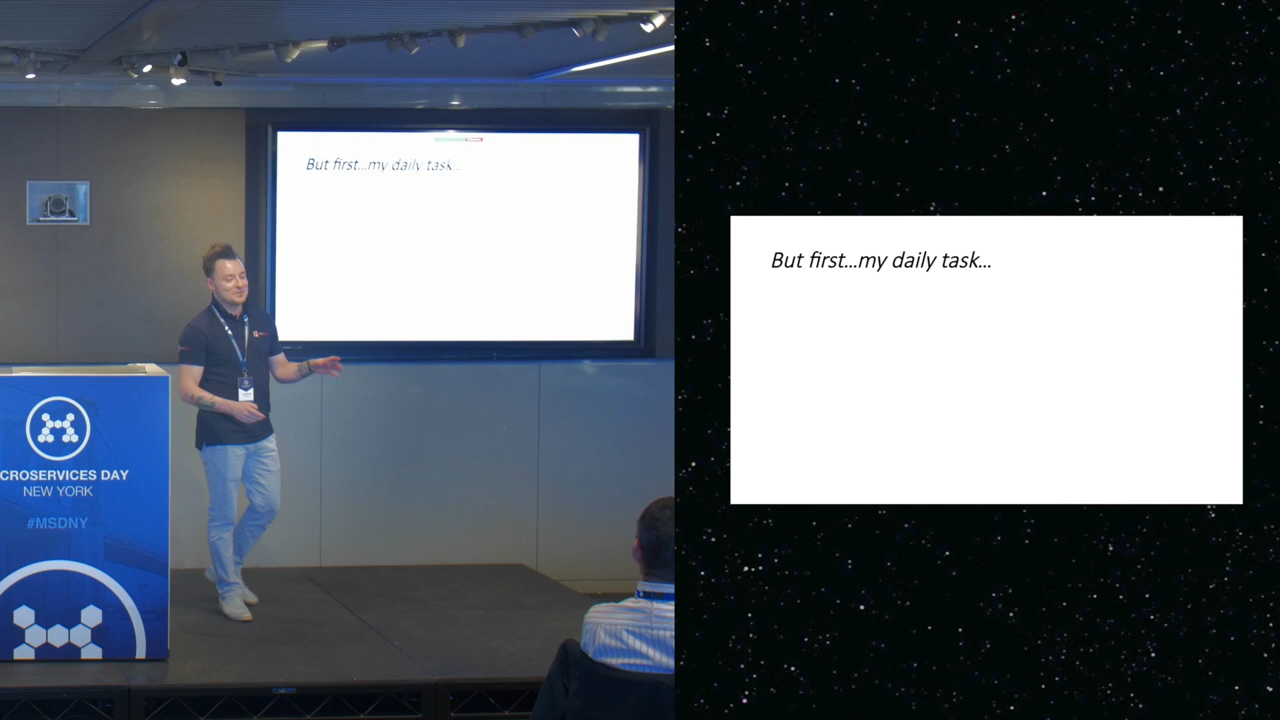 But first...my daily task...
CROSERVICES DAY
NEW YORK
#MSDNY
But first...my daily task...